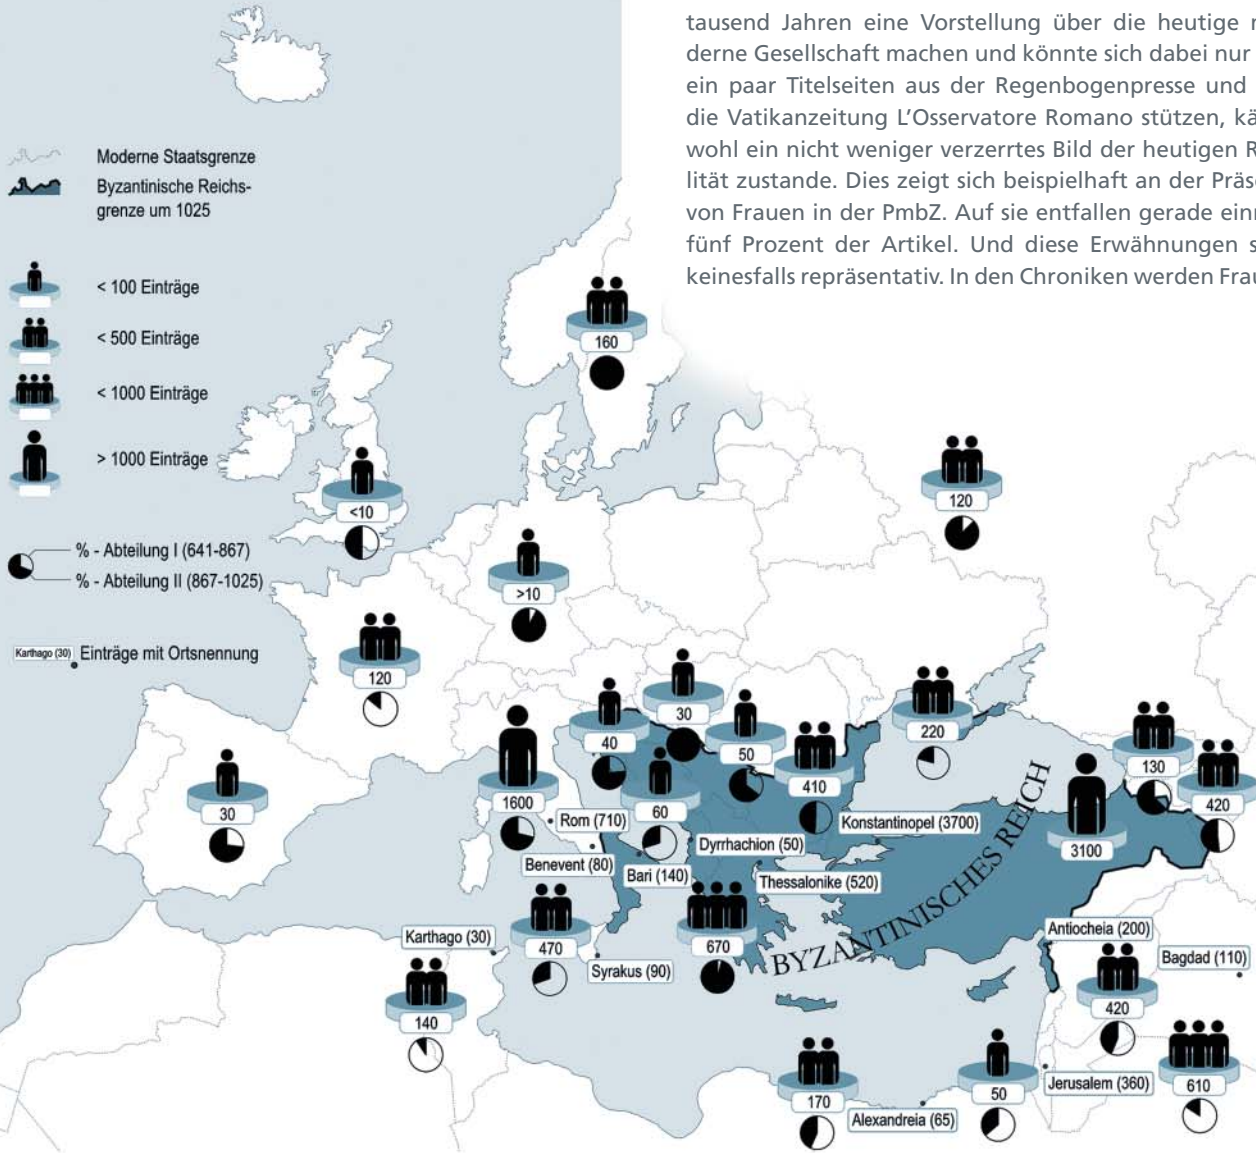 tausend Jahren eine Vorstellung über die heutige
derne Gesellschaft machen und könnte sich dabei nur
ein paar Titelseiten aus der Regenbogenpresse und
die Vatikanzeitung L'Osservatore Romano stützen,
wohl ein nicht weniger verzerrtes Bild der heutigen
lität zustande. Dies zeigt sich beispielhaft an der
von Frauen in der PmbZ. Auf sie entfallen gerade
fünf Prozent der Artikel. Und diese Erwähnungen
keinesfalls repräsentativ. In den Chroniken werden
Moderne Staatsgrenze
Byzantinische Reichs-
grenze um 1025
< 100 Einträge
< 500 Einträge
< 1000 Einträge
> 1000 Einträge
% - Abteilung I (641-867)
% - Abteilung II (867-1025)
Karthago (30) Einträge mit Ortsnennung
160
<10
120
>10
120
30
40
30
50
410
220
130
420
1600
60
3100
Rom (710)
Konstantinopel (3700)
Benevent (80)
Bari (140)
Dyrrhachion (50)
Thessalonike (520)
BYZANTINISCHES REICH
Karthago (30)
470
Syrakus (90)
670
Antiocheia (200)
Bagdad (110)
140
420
170
Alexandreia (65)
50
Jerusalem (360)
610